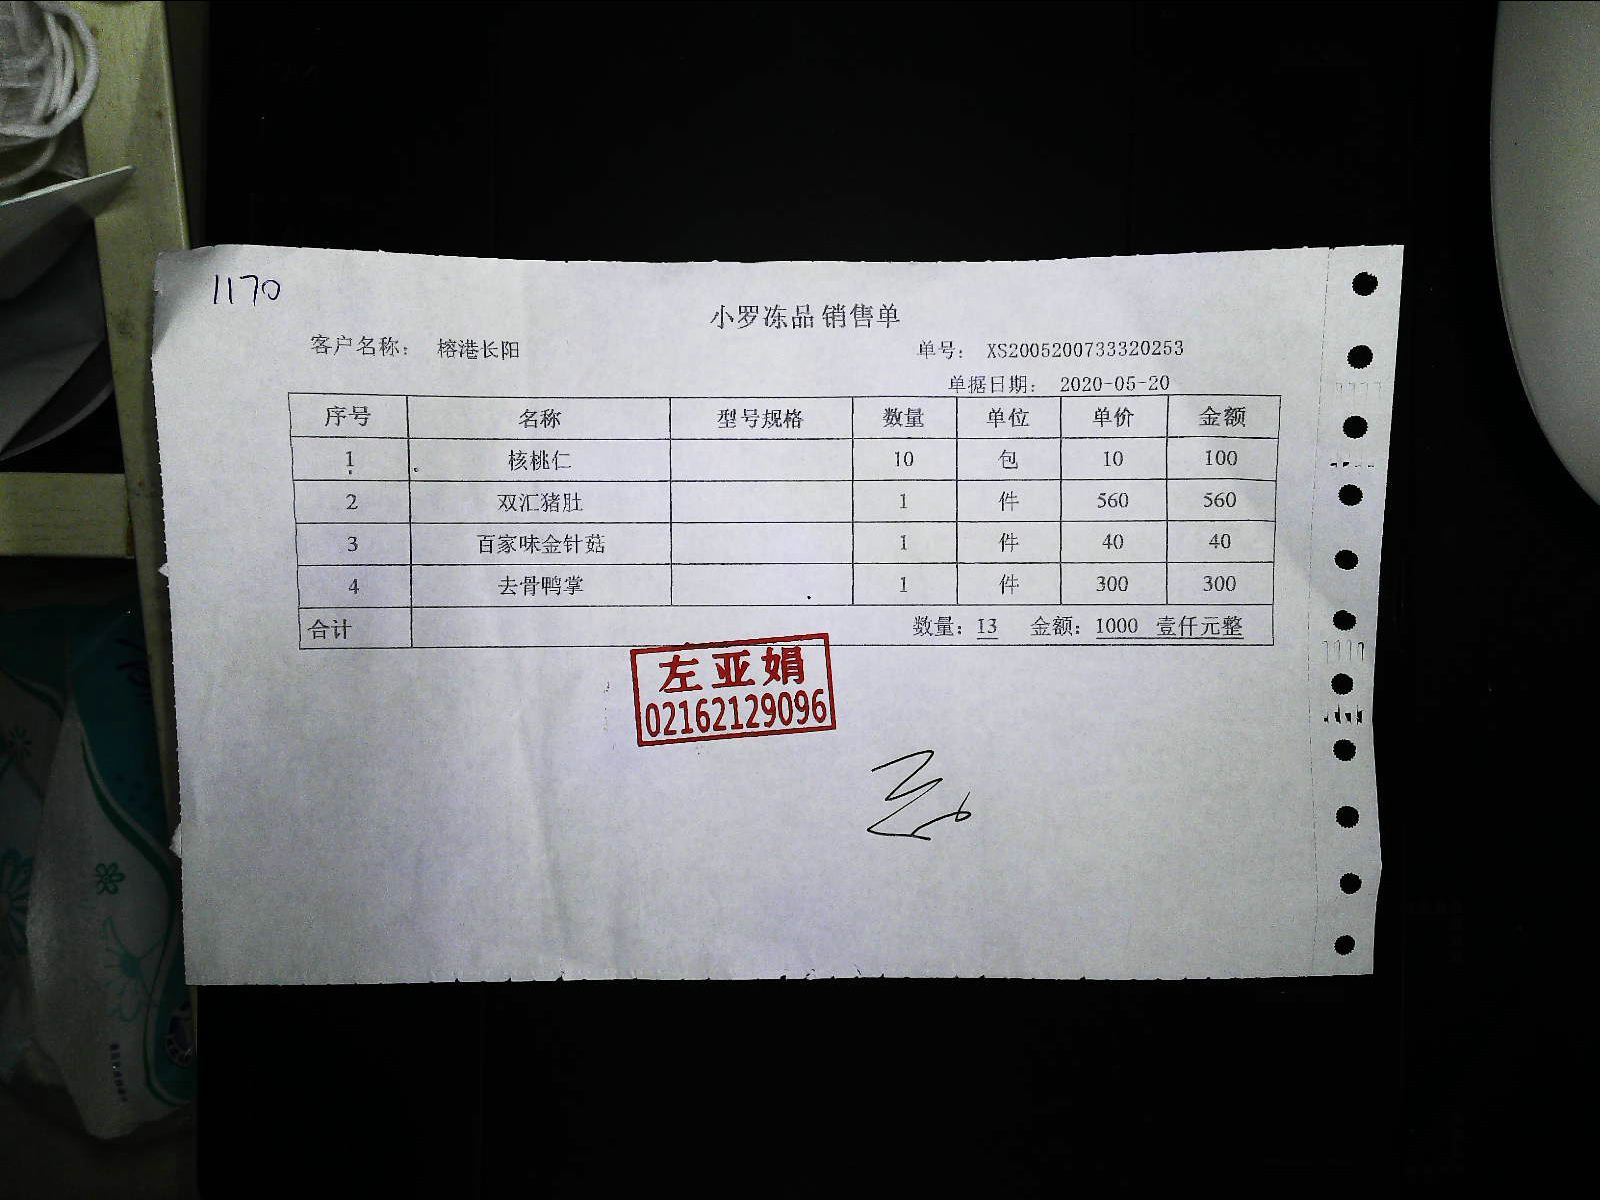 1170
小罗冻品 销售单
客户名称： 榕港长阳 单号： XS2005200733320253
单据日期： 2020-05-20
序号 名称 型号规格 数量 单位 单价 金额
1 核桃仁 10 包 10 100
2 双汇猪肚 1 件 560 560
3 百家味金针菇 1 件 40 40
4 去骨鸭掌 1 件 300 300
合计 数量：13 金额：1000 壹仟元整
左亚娟
02162129096